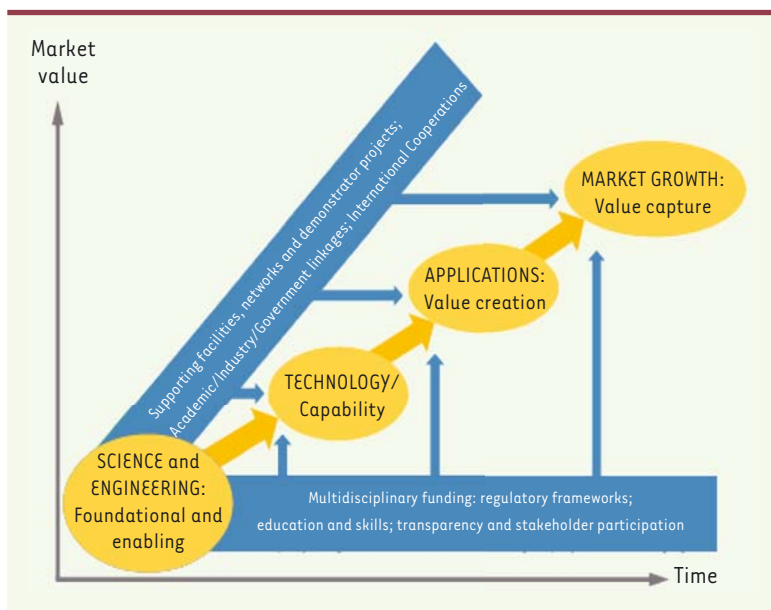 Market
value
Supporting facilities, networks and demonstrator projects;
Academic/Industry/Government linkages; International Cooperations
MARKET GROWTH:
Value capture
APPLICATIONS:
Value creation
TECHNOLOGY/
Capability
SCIENCE and
ENGINEERING:
Foundational and
enabling
Multidisciplinary funding: regulatory frameworks;
education and skills; transparency and stakeholder participation
Time